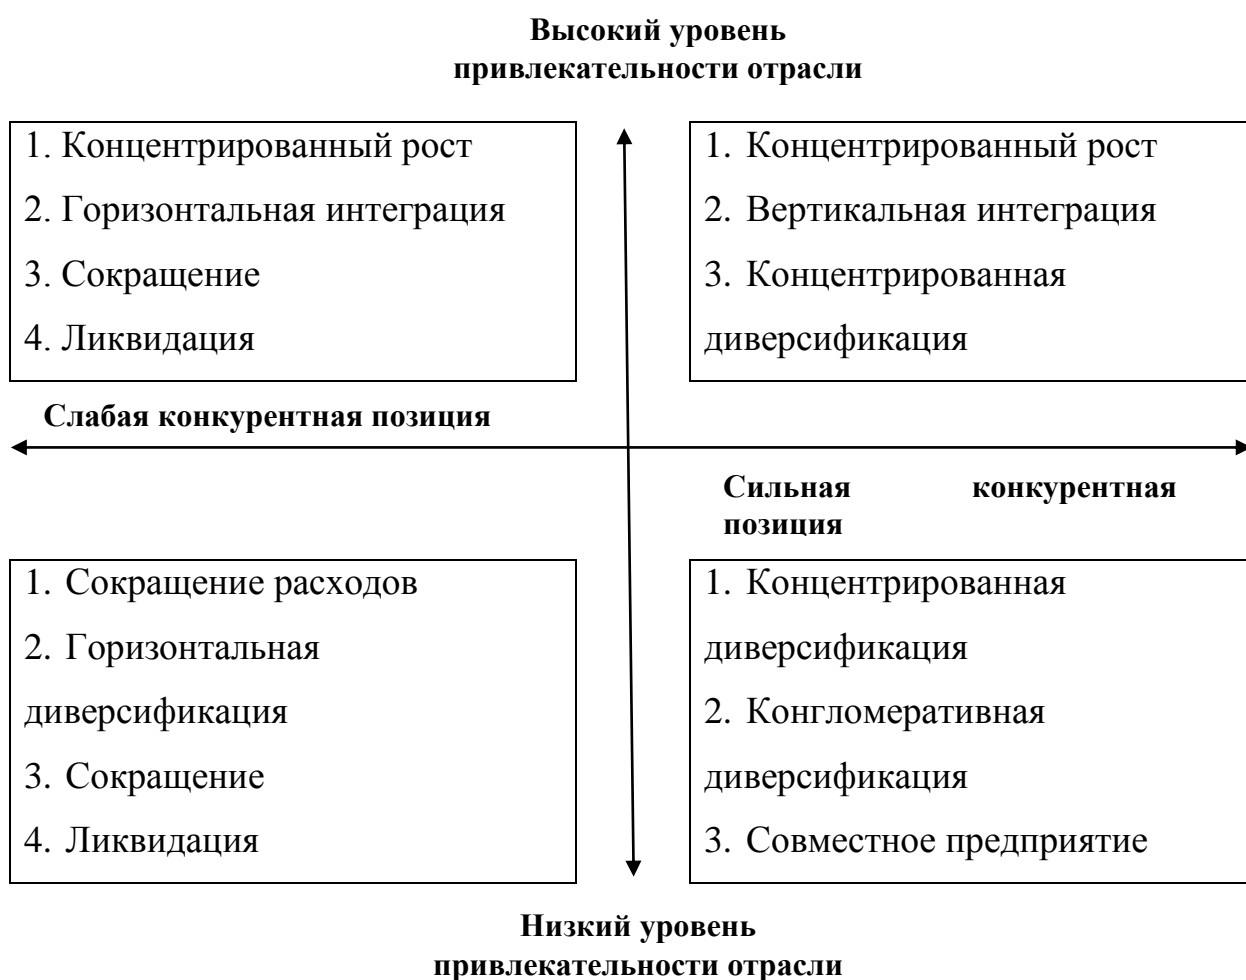 Высокий уровень
привлекательности отрасли
1. Концентрированный рост
2. Горизонтальная интеграция
3. Сокращение
4. Ликвидация
1. Концентрированный рост
2. Вертикальная интеграция
3. Концентрированная
диверсификация
Слабая конкурентная позиция
Сильная конкурентная
позиция
1. Сокращение расходов
2. Горизонтальная
диверсификация
3. Сокращение
4. Ликвидация
1. Концентрированная
диверсификация
2. Конгломеративная
диверсификация
3. Совместное предприятие
Низкий уровень
привлекательности отрасли